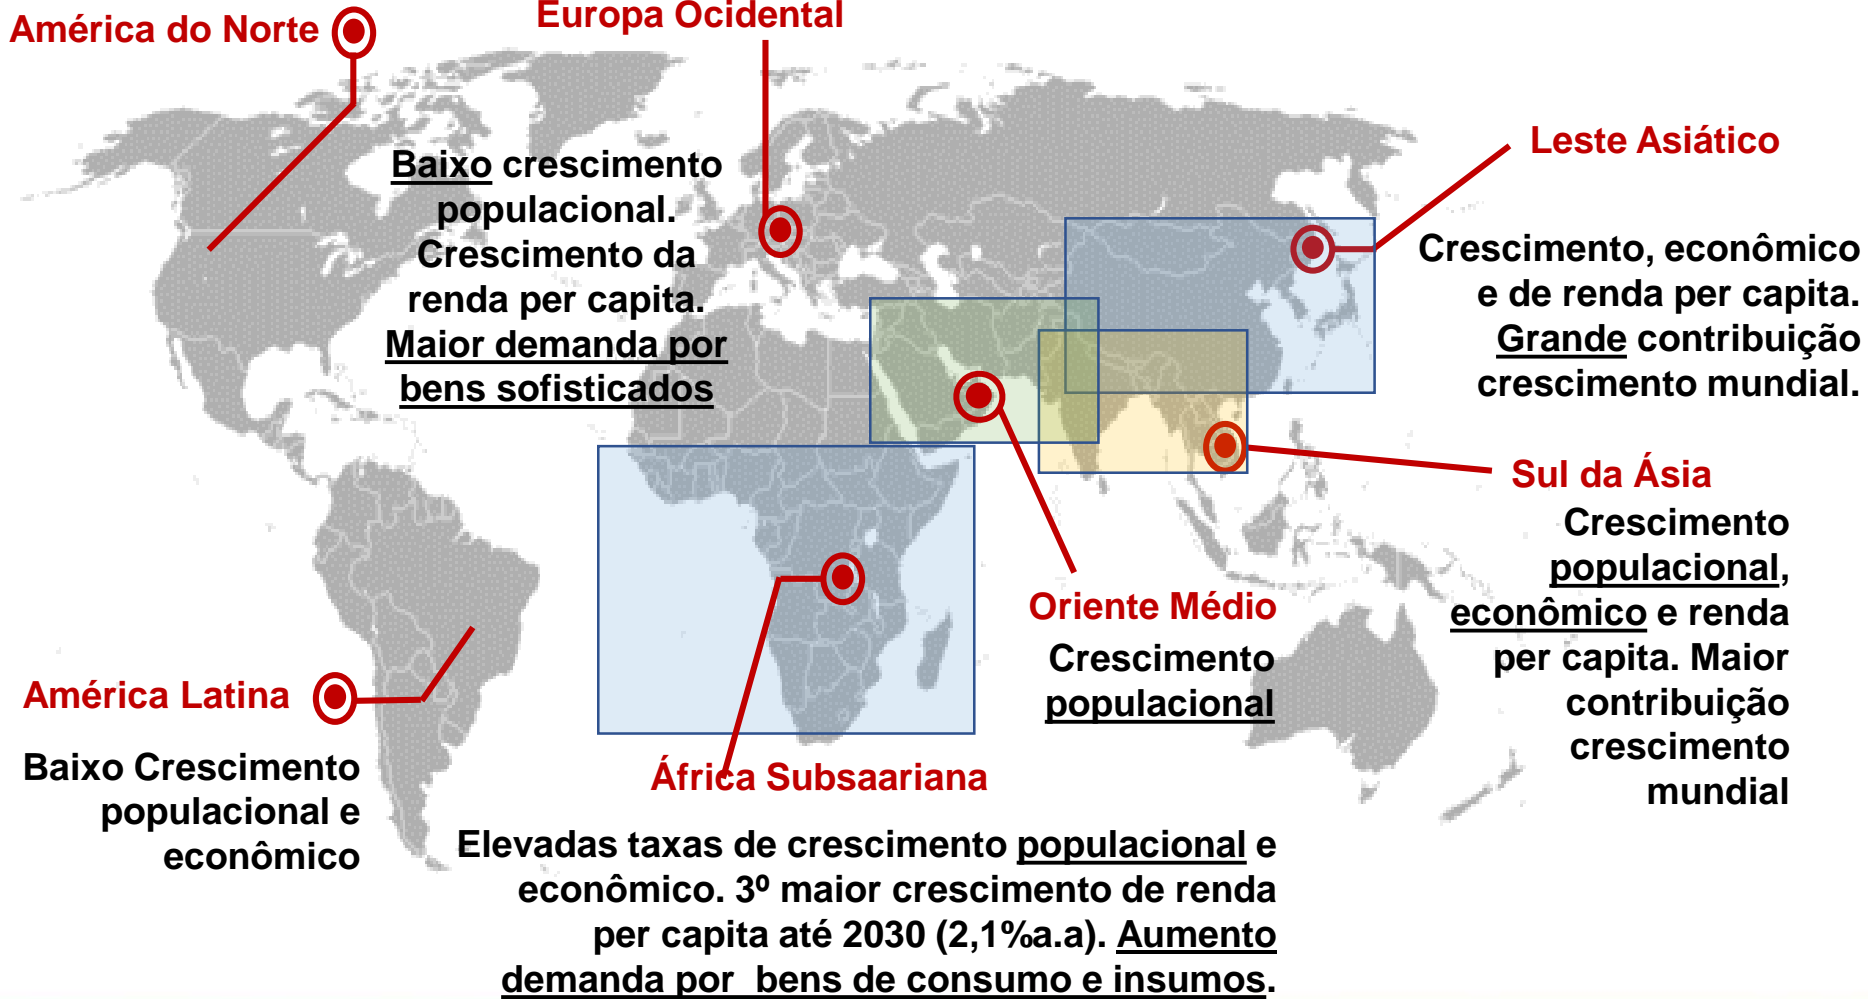 América do Norte
Europa Ocidental
Baixo crescimento
populacional.
Crescimento da
renda per capita.
Maior demanda por
bens sofisticados
Leste Asiático
Crescimento, econômico
e de renda per capita.
Grande contribuição
crescimento mundial.
Sul da Ásia
Crescimento
populacional,
econômico e renda
per capita. Maior
contribuição
crescimento
mundial
Oriente Médio
Crescimento
populacional
América Latina
Baixo Crescimento
populacional e
econômico
África Subsaariana
Elevadas taxas de crescimento populacional e
econômico. 3º maior crescimento de renda
per capita até 2030 (2,1%a.a). Aumento
demanda por  bens de consumo e insumos.